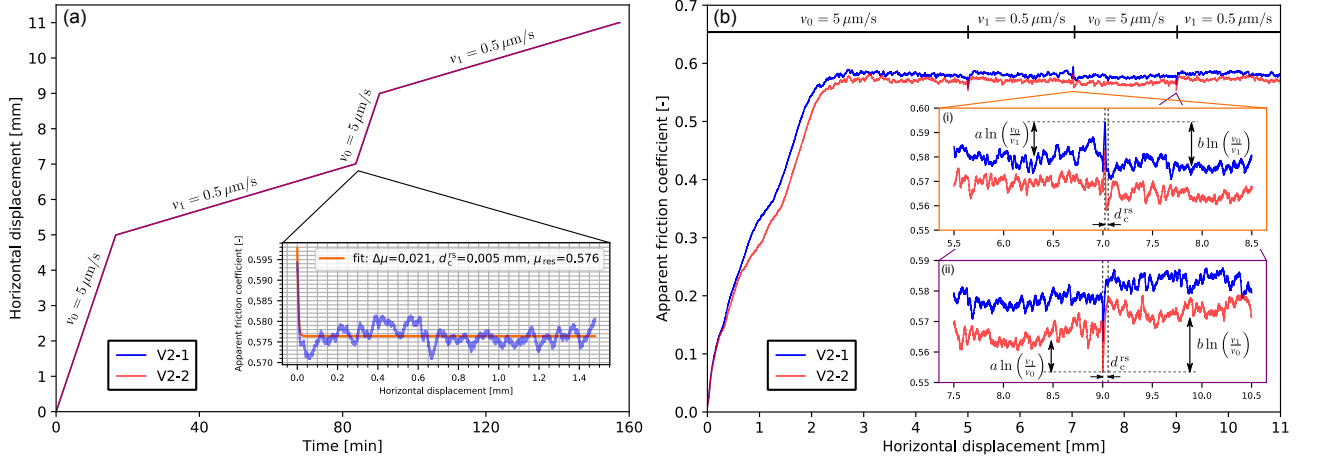 (a)
11
10
9
8
7
6
5
4
3
2
1
0
Horizontal displacement [mm]
0
40
80
120
160
Time [min]
v₀ = 5 μm/s
v₁ = 0.5 μm/s
v₀ = 5 μm/s
v₁ = 0.5 μm/s
V2-1
V2-2
fit: Δμ=0.021, d_c^rs=0.005 mm, μ_res=0.576
0.595
0.590
0.585
0.580
0.575
0.570
Apparent friction coefficient [-]
0.0 0.2 0.4 0.6 0.8 1.0 1.2 1.4
Horizontal displacement [mm]
(b)
v₀ = 5 μm/s v₁ = 0.5 μm/s v₀ = 5 μm/s v₁ = 0.5 μm/s
0.7
0.6
0.5
0.4
0.3
0.2
0.1
0.0
Apparent friction coefficient [-]
0 1 2 3 4 5 6 7 8 9 10 11
Horizontal displacement [mm]
V2-1
V2-2
(i)
0.60
0.59
0.58
0.57
0.56
0.55
a ln (v₀/v₁)
b ln (v₀/v₁)
d_c^rs
5.5 6.0 6.5 7.0 7.5 8.0 8.5
(ii)
0.59
0.58
0.57
0.56
0.55
a ln (v₁/v₀)
b ln (v₁/v₀)
d_c^rs
7.5 8.0 8.5 9.0 9.5 10.0 10.5